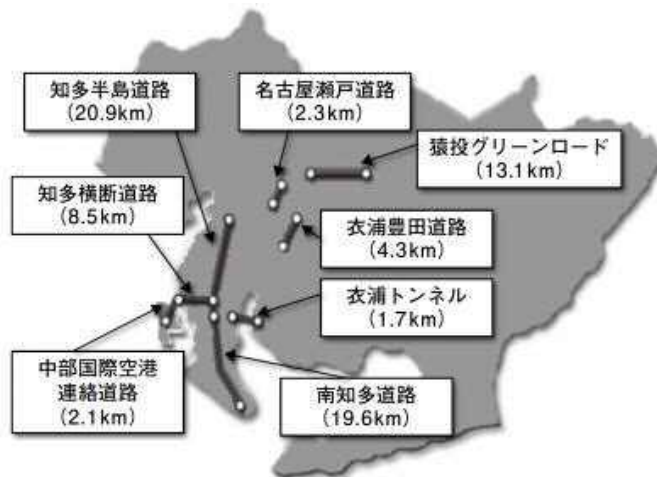 知多半島道路
（20.9km）
名古屋瀬戸道路
（2.3km）
猿投グリーンロード
（13.1km）
知多横断道路
（8.5km）
衣浦豊田道路
（4.3km）
衣浦トンネル
（1.7km）
中部国際空港
連絡道路
（2.1km）
南知多道路
（19.6km）